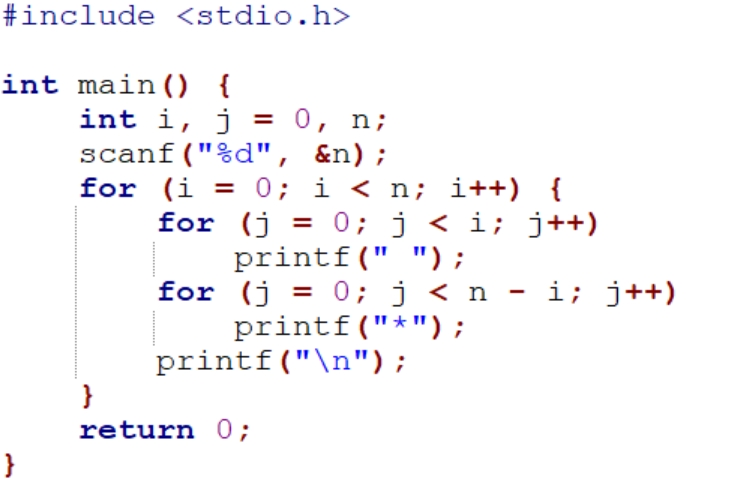 #include <stdio.h>
int main() {
    int i, j = 0, n;
    scanf("%d", &n);
    for (i = 0; i < n; i++) {
        for (j = 0; j < i; j++)
            printf(" ");
        for (j = 0; j < n - i; j++)
            printf("*");
        printf("\n");
    }
    return 0;
}